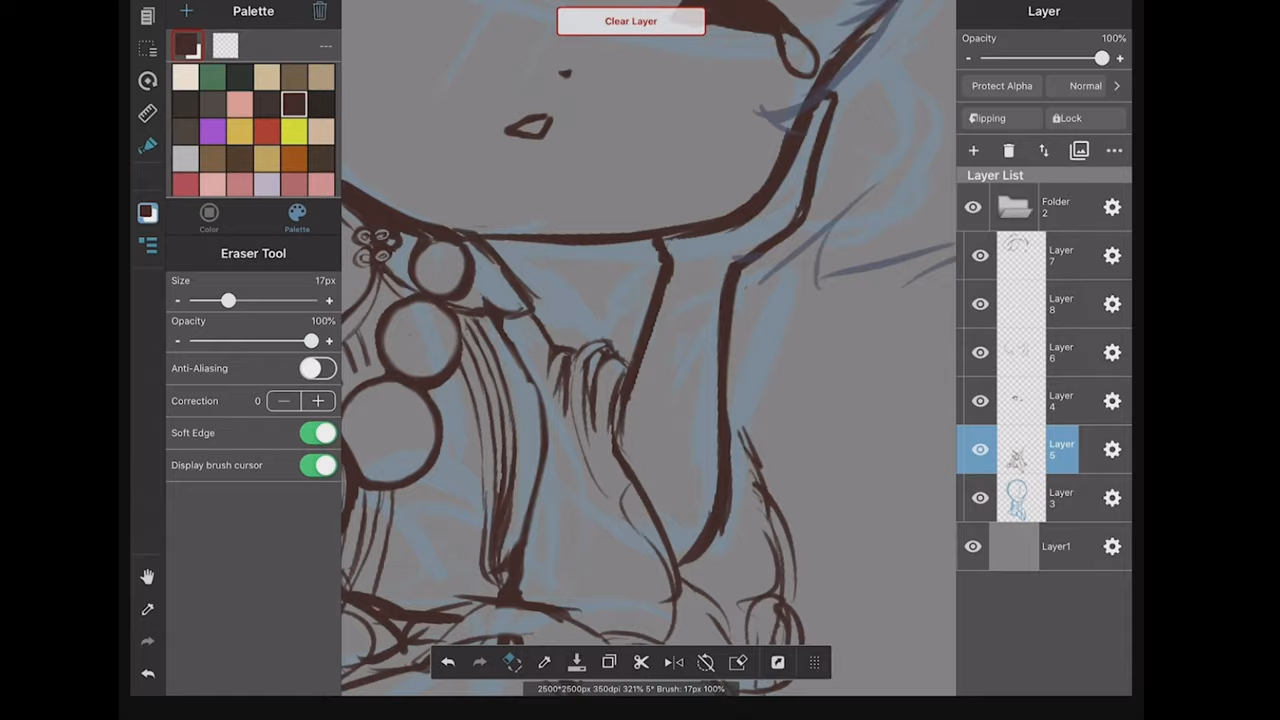 Palette
Clear Layer
Layer
Opacity 100%
- +
Protect Alpha Normal
Clipping Lock
Layer List
Folder 2
Layer 7
Layer 8
Layer 6
Layer 4
Layer 5
Layer 3
Layer1
Color Palette
Eraser Tool
Size 17px
- +
Opacity 100%
- +
Anti-Aliasing
Correction 0
Soft Edge
Display brush cursor
2500*2500px 350dpi 321% 5° Brush: 17px 100%